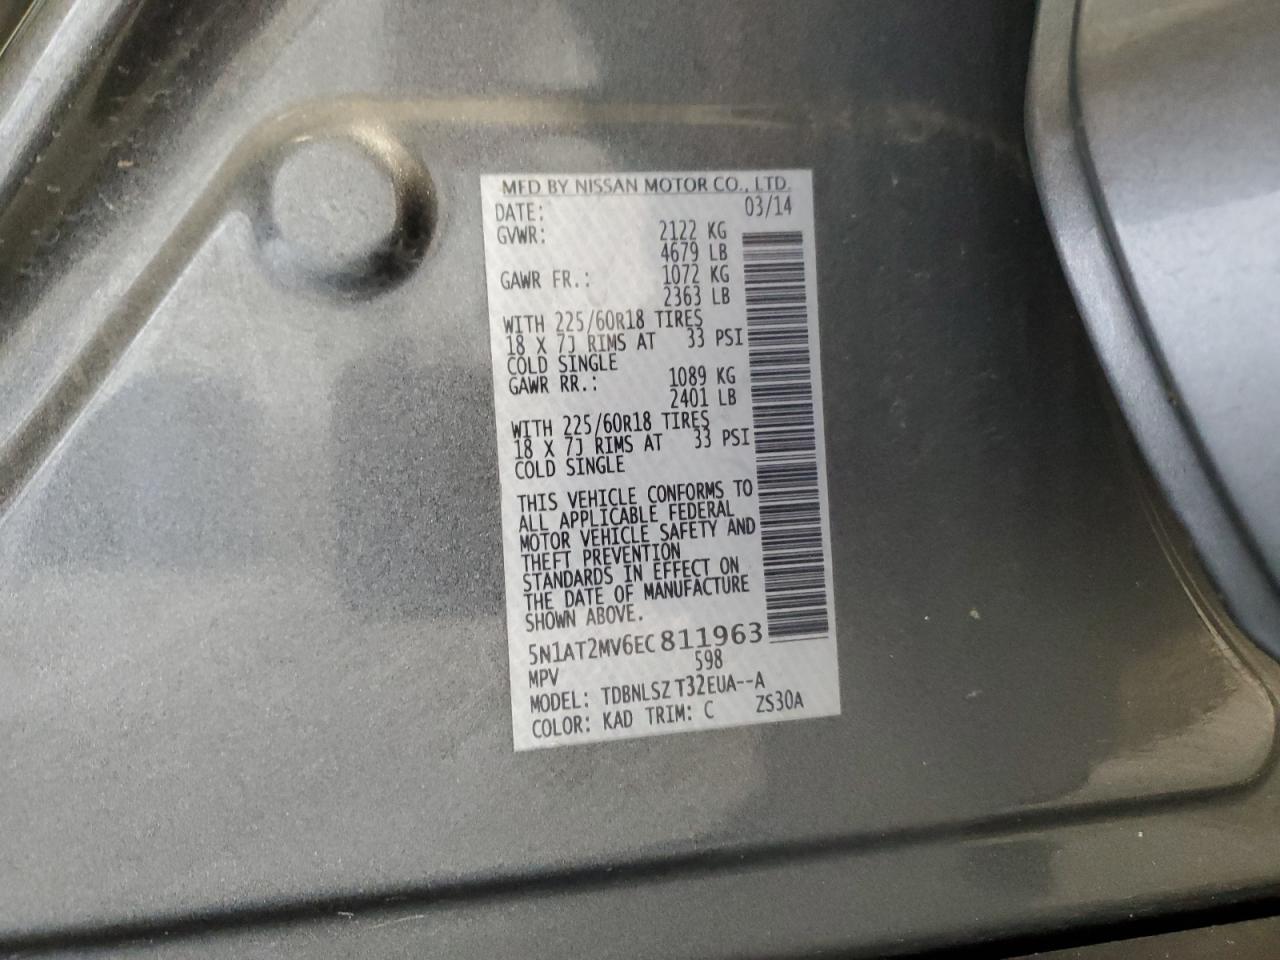 MFD BY NISSAN MOTOR CO., LTD.
DATE: 03/14
GVWR: 2122 KG
4679 LB
GAWR FR.: 1072 KG
2363 LB
WITH 225/60R18 TIRES
18 X 7J RIMS AT 33 PSI
COLD SINGLE
GAWR RR.: 1089 KG
2401 LB
WITH 225/60R18 TIRES
18 X 7J RIMS AT 33 PSI
COLD SINGLE
THIS VEHICLE CONFORMS TO
ALL APPLICABLE FEDERAL
MOTOR VEHICLE SAFETY AND
THEFT PREVENTION
STANDARDS IN EFFECT ON
THE DATE OF MANUFACTURE
SHOWN ABOVE.
5N1AT2MV6EC811963
MPV 598
MODEL: TDBNLSZ T32EUA--A
COLOR: KAD TRIM: C ZS30A